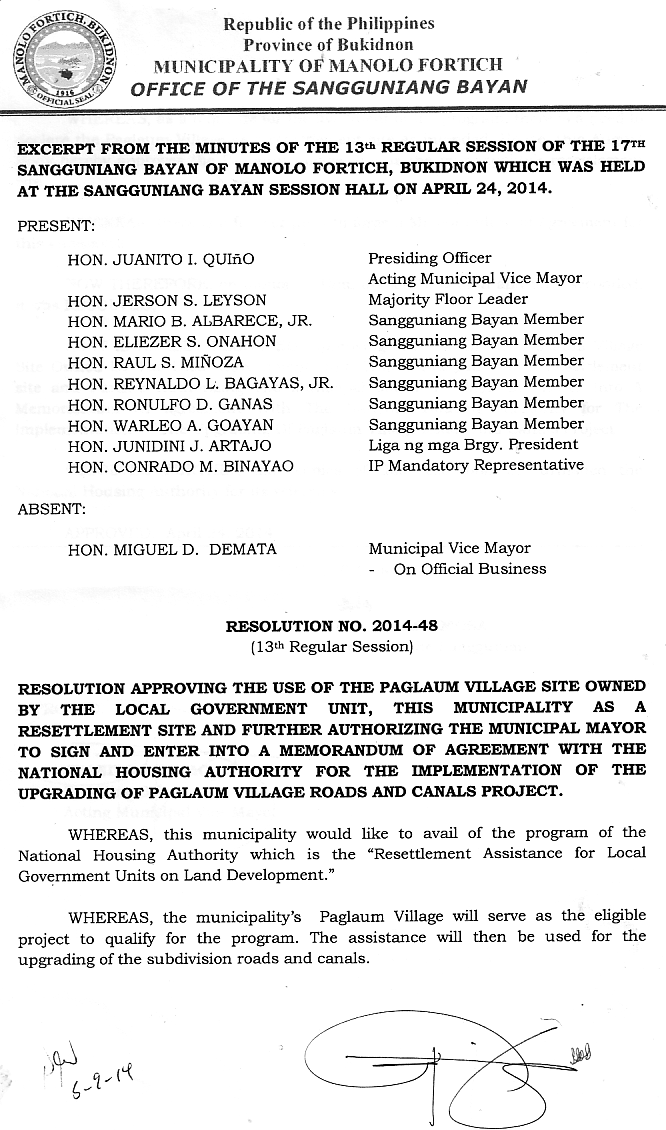 MANOLO FORTICH, BUKIDNON
1916
OFFICIAL SEAL
Republic of the Philippines
Province of Bukidnon
MUNICIPALITY OF MANOLO FORTICH
OFFICE OF THE SANGGUNIANG BAYAN
EXCERPT FROM THE MINUTES OF THE 13th REGULAR SESSION OF THE 17TH
SANGGUNIANG BAYAN OF MANOLO FORTICH, BUKIDNON WHICH WAS HELD
AT THE SANGGUNIANG BAYAN SESSION HALL ON APRIL 24, 2014.
PRESENT:
HON. JUANITO I. QUIñO Presiding Officer
Acting Municipal Vice Mayor
HON. JERSON S. LEYSON Majority Floor Leader
HON. MARIO B. ALBARECE, JR. Sangguniang Bayan Member
HON. ELIEZER S. ONAHON Sangguniang Bayan Member
HON. RAUL S. MIÑOZA Sangguniang Bayan Member
HON. REYNALDO L. BAGAYAS, JR. Sangguniang Bayan Member
HON. RONULFO D. GANAS Sangguniang Bayan Member
HON. WARLEO A. GOAYAN Sangguniang Bayan Member
HON. JUNIDINI J. ARTAJO Liga ng mga Brgy. President
HON. CONRADO M. BINAYAO IP Mandatory Representative
ABSENT:
HON. MIGUEL D. DEMATA Municipal Vice Mayor
- On Official Business
RESOLUTION NO. 2014-48
(13th Regular Session)
RESOLUTION APPROVING THE USE OF THE PAGLAUM VILLAGE SITE OWNED
BY THE LOCAL GOVERNMENT UNIT, THIS MUNICIPALITY AS A
RESETTLEMENT SITE AND FURTHER AUTHORIZING THE MUNICIPAL MAYOR
TO SIGN AND ENTER INTO A MEMORANDUM OF AGREEMENT WITH THE
NATIONAL HOUSING AUTHORITY FOR THE IMPLEMENTATION OF THE
UPGRADING OF PAGLAUM VILLAGE ROADS AND CANALS PROJECT.
WHEREAS, this municipality would like to avail of the program of the
National Housing Authority which is the “Resettlement Assistance for Local
Government Units on Land Development.”
WHEREAS, the municipality’s Paglaum Village will serve as the eligible
project to qualify for the program. The assistance will then be used for the
upgrading of the subdivision roads and canals.
5-9-14